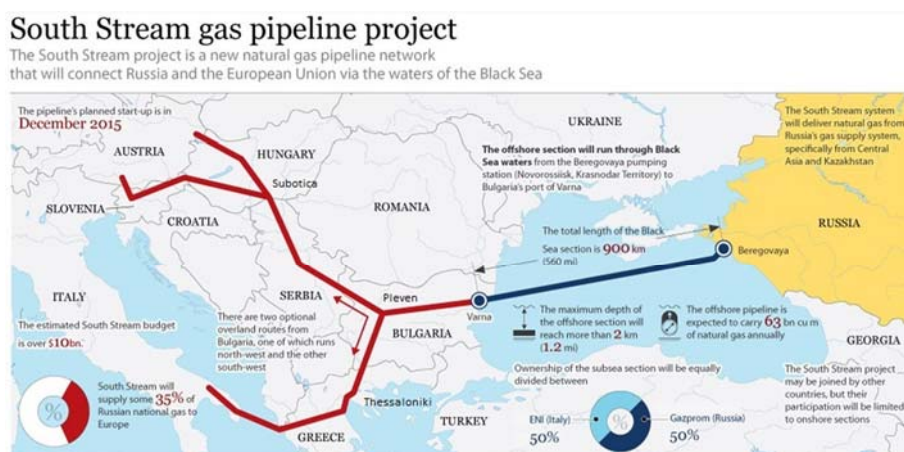 South Stream gas pipeline project
The South Stream project is a new natural gas pipeline network
that will connect Russia and the European Union via the waters of the Black Sea
The pipeline's planned start-up is in
December 2015
AUSTRIA
HUNGARY
Subotica
SLOVENIA
CROATIA
ROMANIA
UKRAINE
The offshore section will run through Black
Sea waters from the Beregovaya pumping
station (Novorossiisk, Krasnodar Territory) to
Bulgaria's port of Varna
The South Stream system
will deliver natural gas from
Russia's gas supply system,
specifically from Central
Asia and Kazakhstan
RUSSIA
The total length of the Black
Sea section is 900 km
(560 mi)
Beregovaya
ITALY
SERBIA
Pleven
Varna
BULGARIA
The estimated South Stream budget
is over $10bn.
There are two optional
overland routes from
Bulgaria, one of which runs
north-west and the other
south-west
The maximum depth of
the offshore section will
reach more than 2 km
(1.2 mi)
The offshore pipeline is
expected to carry 63 bn cu m
of natural gas annually
GEORGIA
%
South Stream will
supply some 35% of
Russian national gas to
Europe
Thessaloniki
GREECE
TURKEY
Ownership of the subsea section will be equally
divided between
ENI (Italy)
50%
%
Gazprom (Russia)
50%
The South Stream project
may be joined by other
countries, but their
participation will be limited
to onshore sections